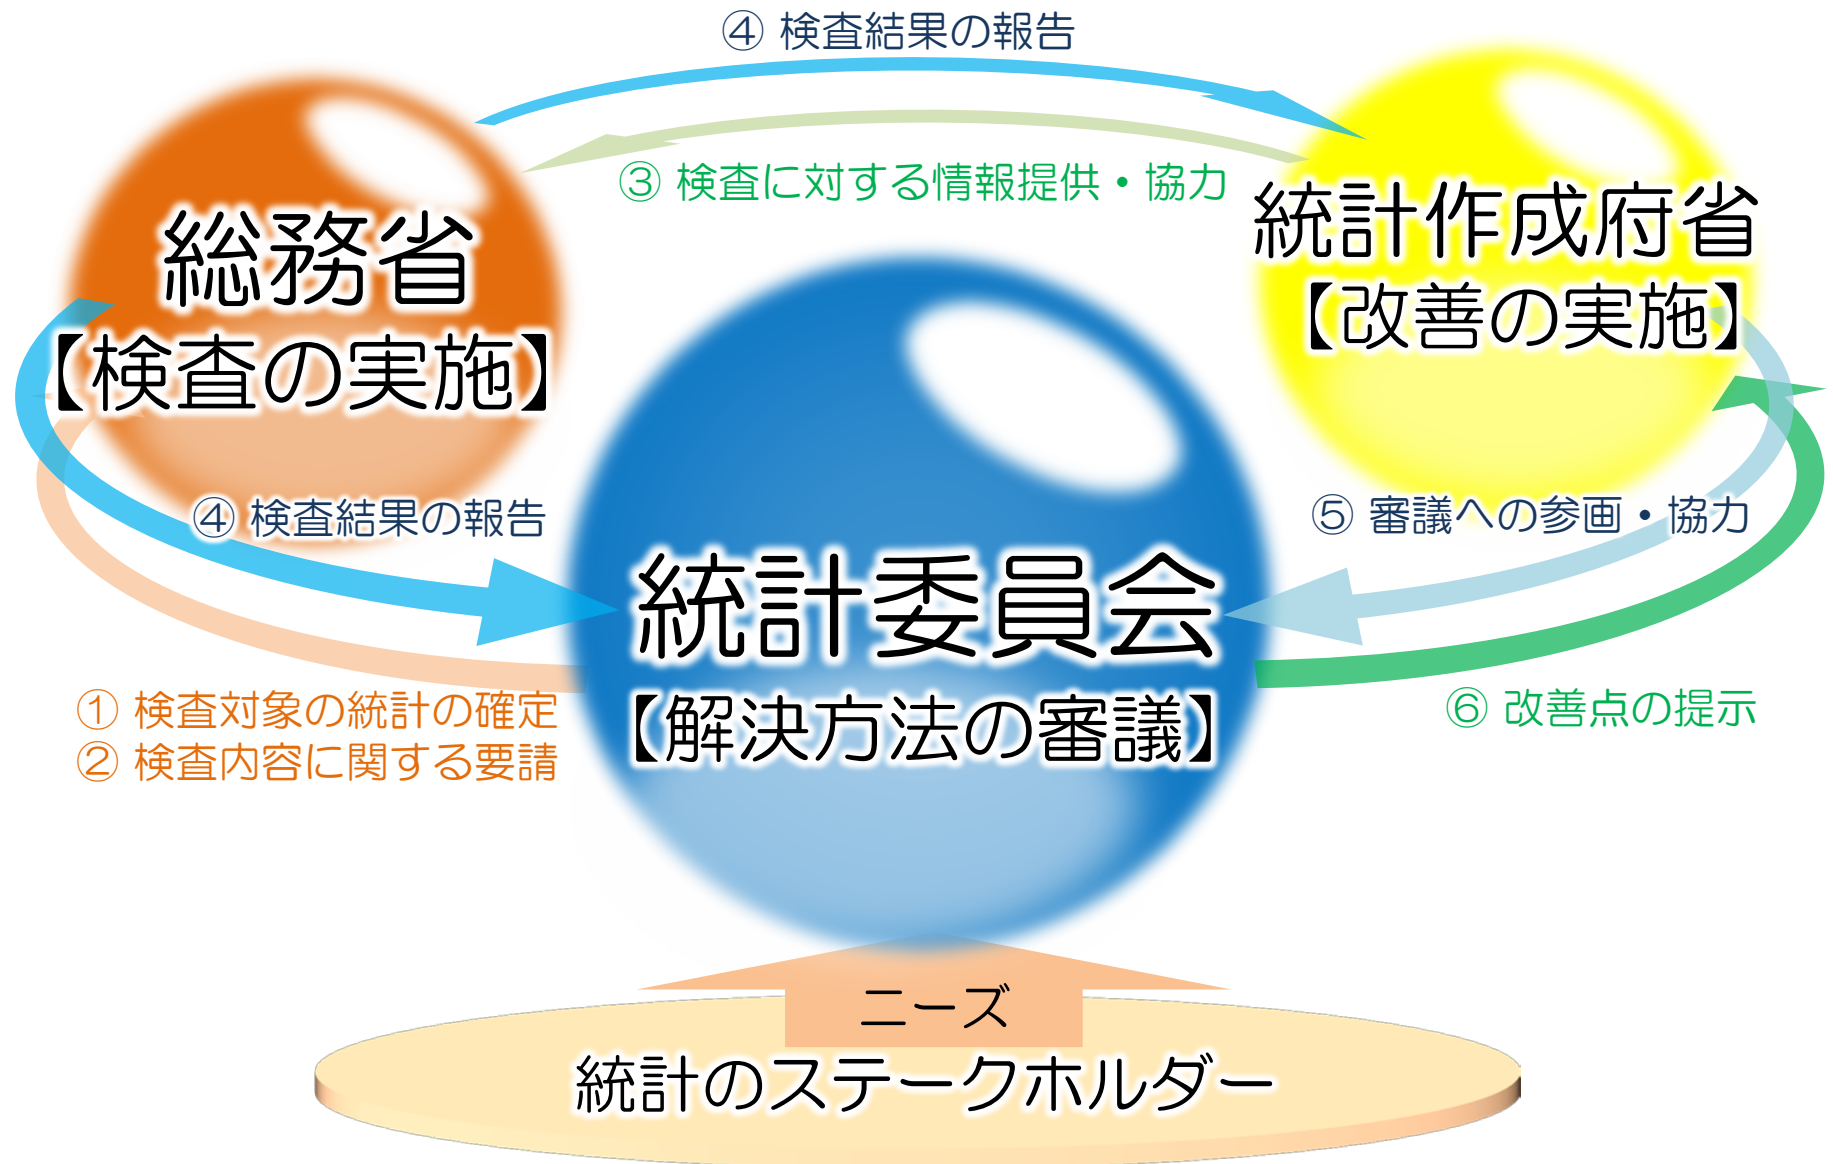 ④ 検査結果の報告
③ 検査に対する情報提供・協力
総務省
【検査の実施】
統計作成府省
【改善の実施】
④ 検査結果の報告
⑤ 審議への参画・協力
統計委員会
【解決方法の審議】
① 検査対象の統計の確定
② 検査内容に関する要請
⑥ 改善点の提示
ニーズ
統計のステークホルダー